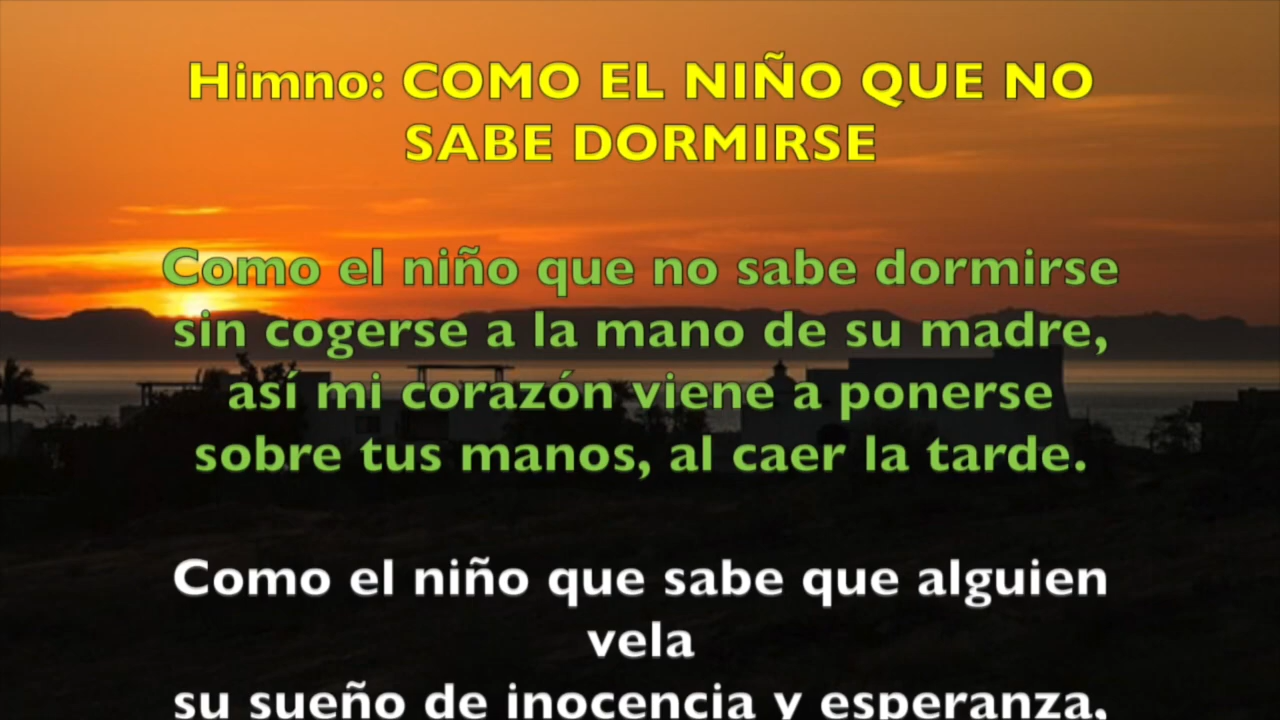 Himno: COMO EL NIÑO QUE NO
SABE DORMIRSE
Como el niño que no sabe dormirse
sin cogerse a la mano de su madre,
así mi corazón viene a ponerse
sobre tus manos, al caer la tarde.
Como el niño que sabe que alguien
vela
su sueño de inocencia y esperanza,